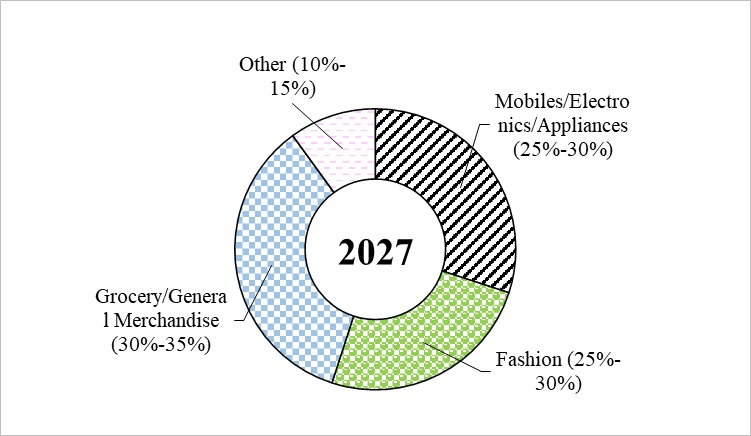 Other (10%-
15%)
Mobiles/Electro
nics/Appliances
(25%-30%)
2027
Grocery/Genera
l Merchandise
(30%-35%)
Fashion (25%-
30%)